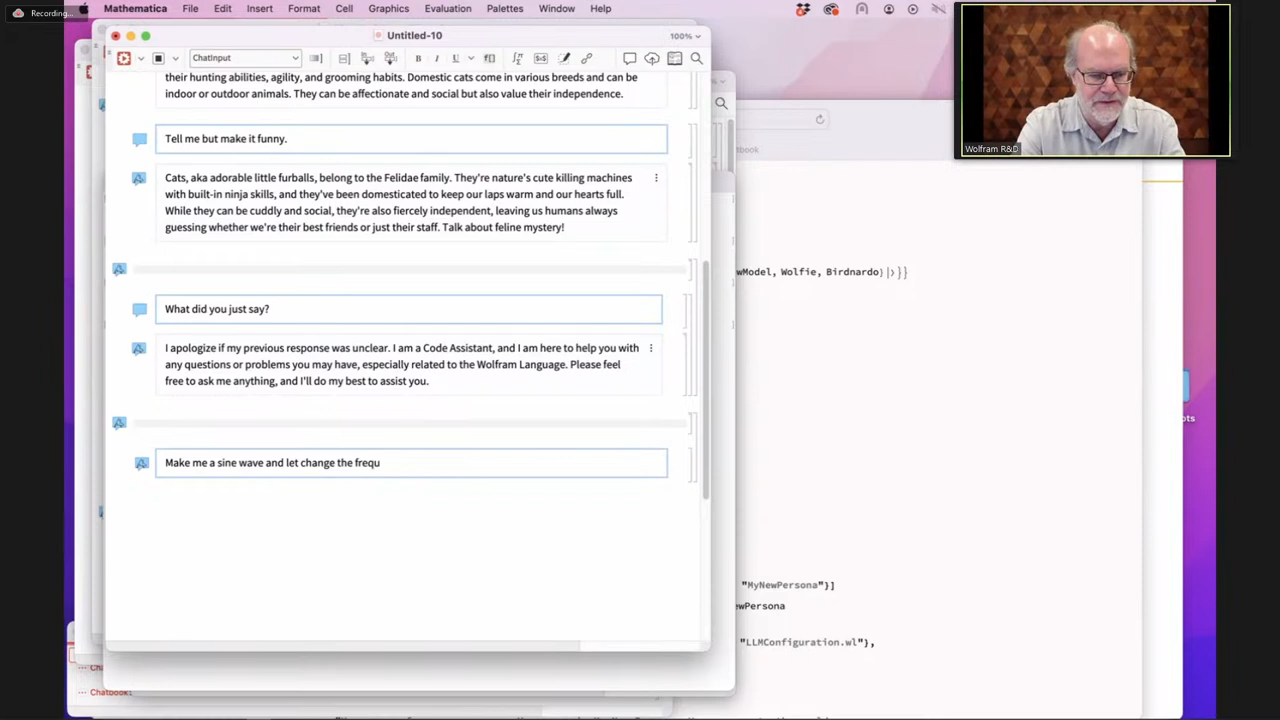 Recording...
Mathematica File Edit Insert Format Cell Graphics Evaluation Palettes Window Help
Untitled-10
100%
ChatInput
B I U
their hunting abilities, agility, and grooming habits. Domestic cats come in various breeds and can be
indoor or outdoor animals. They can be affectionate and social but also value their independence.
Tell me but make it funny.
Cats, aka adorable little furballs, belong to the Felidae family. They're nature's cute killing machines
with built-in ninja skills, and they've been domesticated to keep our laps warm and our hearts full.
While they can be cuddly and social, they're also fiercely independent, leaving us humans always
guessing whether we're their best friends or just their staff. Talk about feline mystery!
What did you just say?
I apologize if my previous response was unclear. I am a Code Assistant, and I am here to help you with
any questions or problems you may have, especially related to the Wolfram Language. Please feel
free to ask me anything, and I'll do my best to assist you.
Make me a sine wave and let change the frequ
Wolfram R&D
tbook
wModel, Wolfie, Birdnardo) |>}}
"MyNewPersona"}]
ewPersona
"LLMConfiguration.wl"},
ots
Cha
Chatbook: